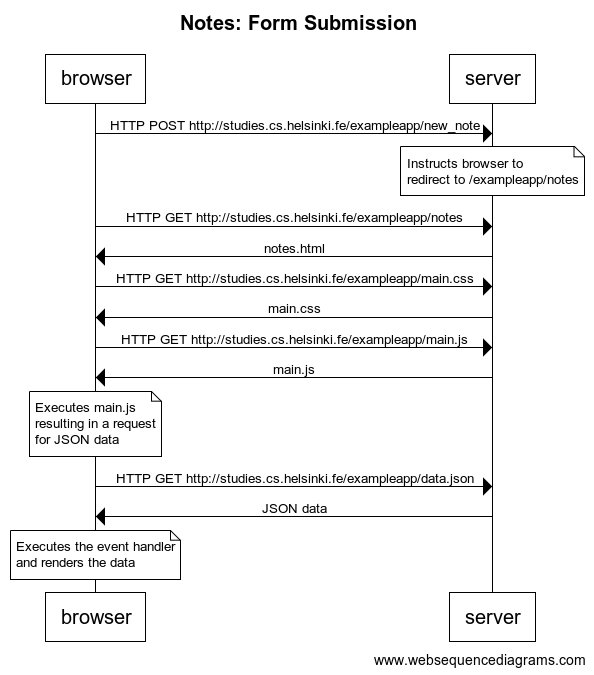 Notes: Form Submission
browser
server
HTTP POST http://studies.cs.helsinki.fe/exampleapp/new_note
Instructs browser to
redirect to /exampleapp/notes
HTTP GET http://studies.cs.helsinki.fe/exampleapp/notes
notes.html
HTTP GET http://studies.cs.helsinki.fe/exampleapp/main.css
main.css
HTTP GET http://studies.cs.helsinki.fe/exampleapp/main.js
main.js
Executes main.js
resulting in a request
for JSON data
HTTP GET http://studies.cs.helsinki.fe/exampleapp/data.json
JSON data
Executes the event handler
and renders the data
browser
server
www.websequencediagrams.com